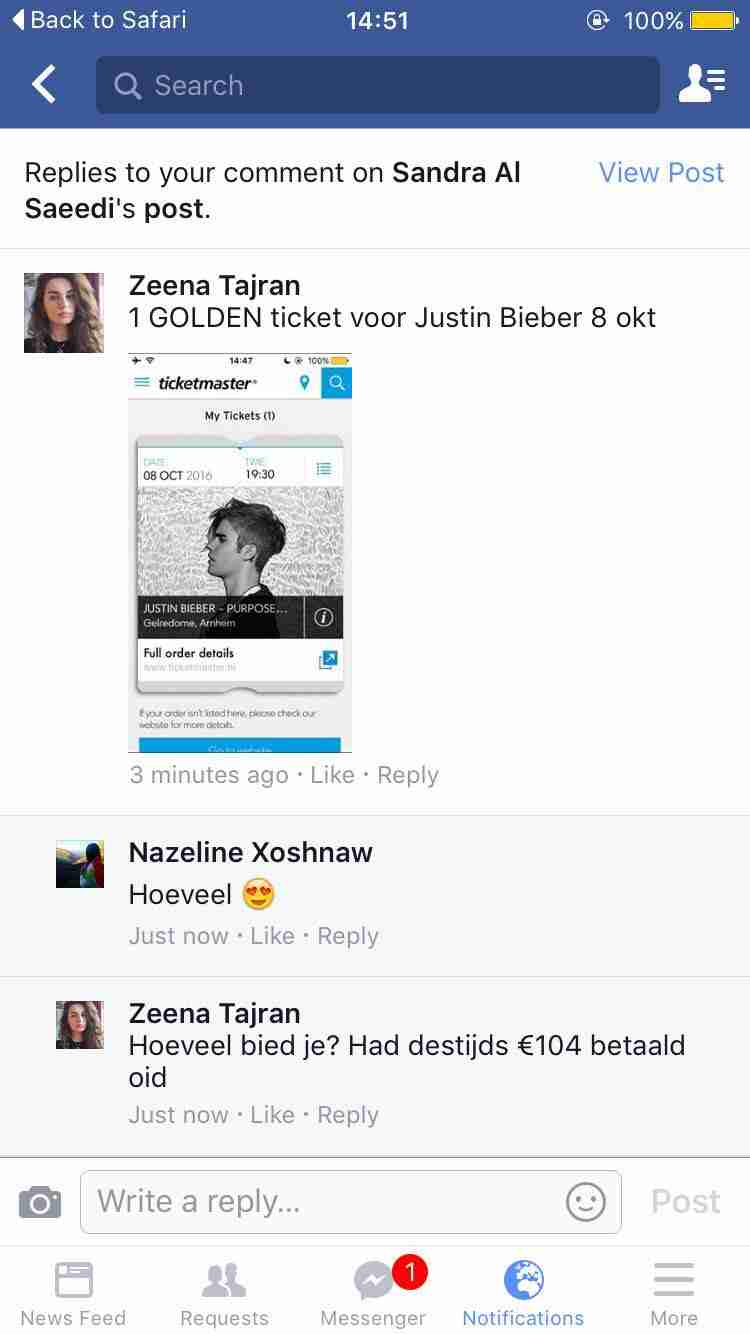 Back to Safari 14:51 100%
Search
Replies to your comment on Sandra Al View Post
Saeedi's post.
Zeena Tajran
1 GOLDEN ticket voor Justin Bieber 8 okt
14:47 100%
ticketmaster®
My Tickets (1)
DATE TIME
08 OCT 2016 19:30
JUSTIN BIEBER - PURPOSE...
Gelredome, Arnhem
Full order details
www.ticketmaster.nl
If your order isn't listed here, please check our
website for more details.
Go to website
3 minutes ago · Like · Reply
Nazeline Xoshnaw
Hoeveel 😍
Just now · Like · Reply
Zeena Tajran
Hoeveel bied je? Had destijds €104 betaald
oid
Just now · Like · Reply
Write a reply... Post
1
News Feed Requests Messenger Notifications More